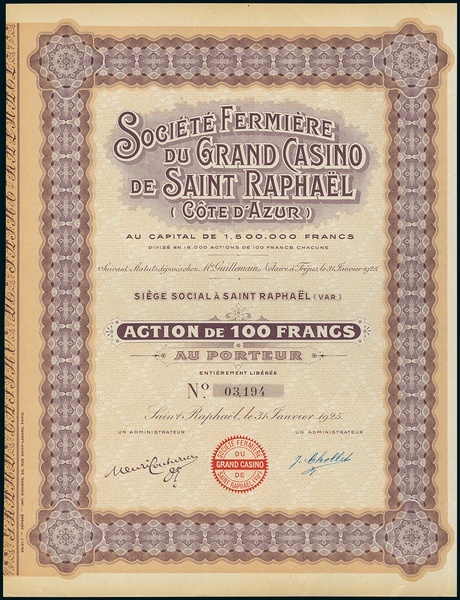 SOCIÉTÉ FERMIÈRE
DU GRAND CASINO
DE SAINT RAPHAËL
(CÔTE D'AZUR)
AU CAPITAL DE 1,500,000 FRANCS
DIVISÉ EN 15,000 ACTIONS DE 100 FRANCS CHACUNE
Suivant Statuts déposés chez Me Guillemain, Notaire à Fréjus, le 31 Janvier 1925.
SIÈGE SOCIAL À SAINT RAPHAËL (VAR.)
ACTION DE 100 FRANCS
AU PORTEUR
ENTIÈREMENT LIBÉRÉE
No. 03,194
Saint Raphaël, le 31 Janvier 1925.
UN ADMINISTRATEUR
UN ADMINISTRATEUR
SOCIÉTÉ FERMIÈRE
DU
GRAND CASINO
DE
SAINT RAPHAËL (VAR)